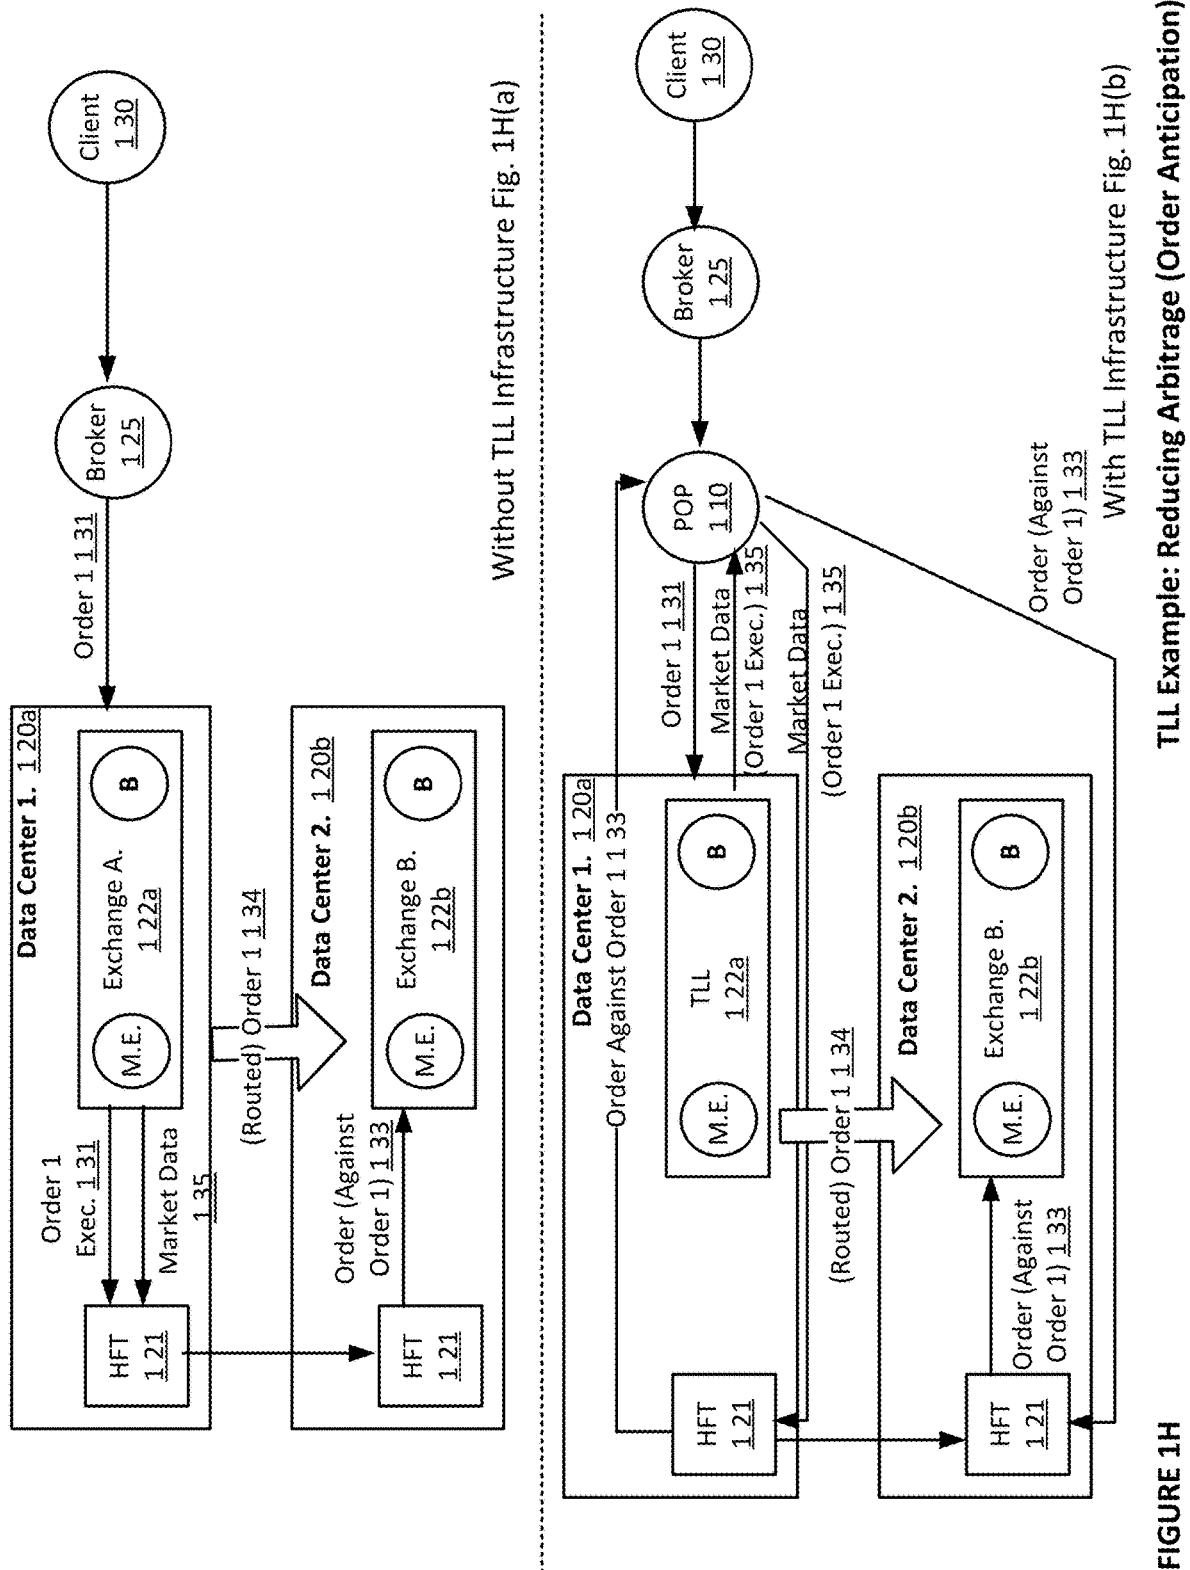 Client
130
Broker
125
Order 1 131
Data Center 1. 120a
Exchange A.
122a
M.E.
B
Order 1
Exec. 131
Market Data
135
HFT
121
(Routed) Order 1 134
Data Center 2. 120b
Exchange B.
122b
M.E.
B
Order (Against
Order 1) 133
HFT
121
Without TLL Infrastructure Fig. 1H(a)
Client
130
Broker
125
POP
110
Order 1 131
Market Data
(Order 1 Exec.) 135
Market Data
(Order 1 Exec.) 135
Order (Against
Order 1) 133
Data Center 1. 120a
Order Against Order 1 133
TLL
122a
M.E.
B
HFT
121
(Routed) Order 1 134
Data Center 2. 120b
Exchange B.
122b
M.E.
B
Order (Against
Order 1) 133
HFT
121
With TLL Infrastructure Fig. 1H(b)
FIGURE 1H
TLL Example: Reducing Arbitrage (Order Anticipation)